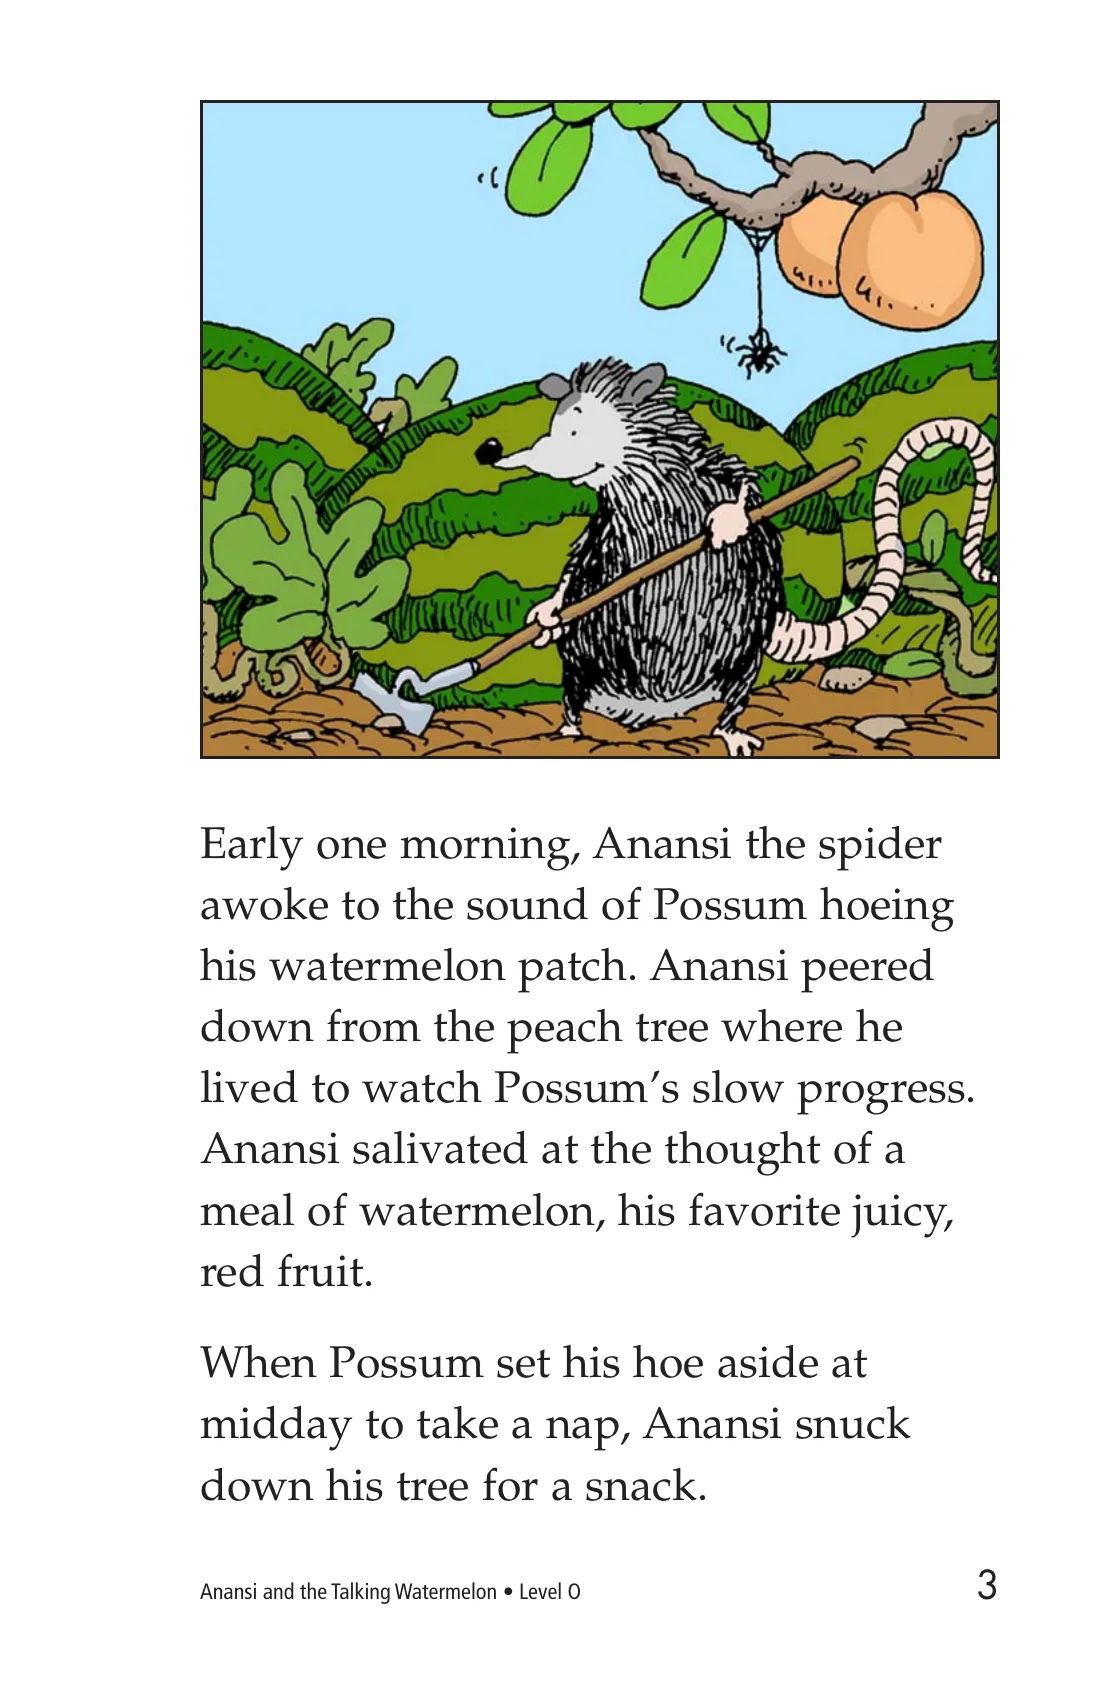 Early one morning, Anansi the spider
awoke to the sound of Possum hoeing
his watermelon patch. Anansi peered
down from the peach tree where he
lived to watch Possum’s slow progress.
Anansi salivated at the thought of a
meal of watermelon, his favorite juicy,
red fruit.
When Possum set his hoe aside at
midday to take a nap, Anansi snuck
down his tree for a snack.
Anansi and the Talking Watermelon • Level O
3